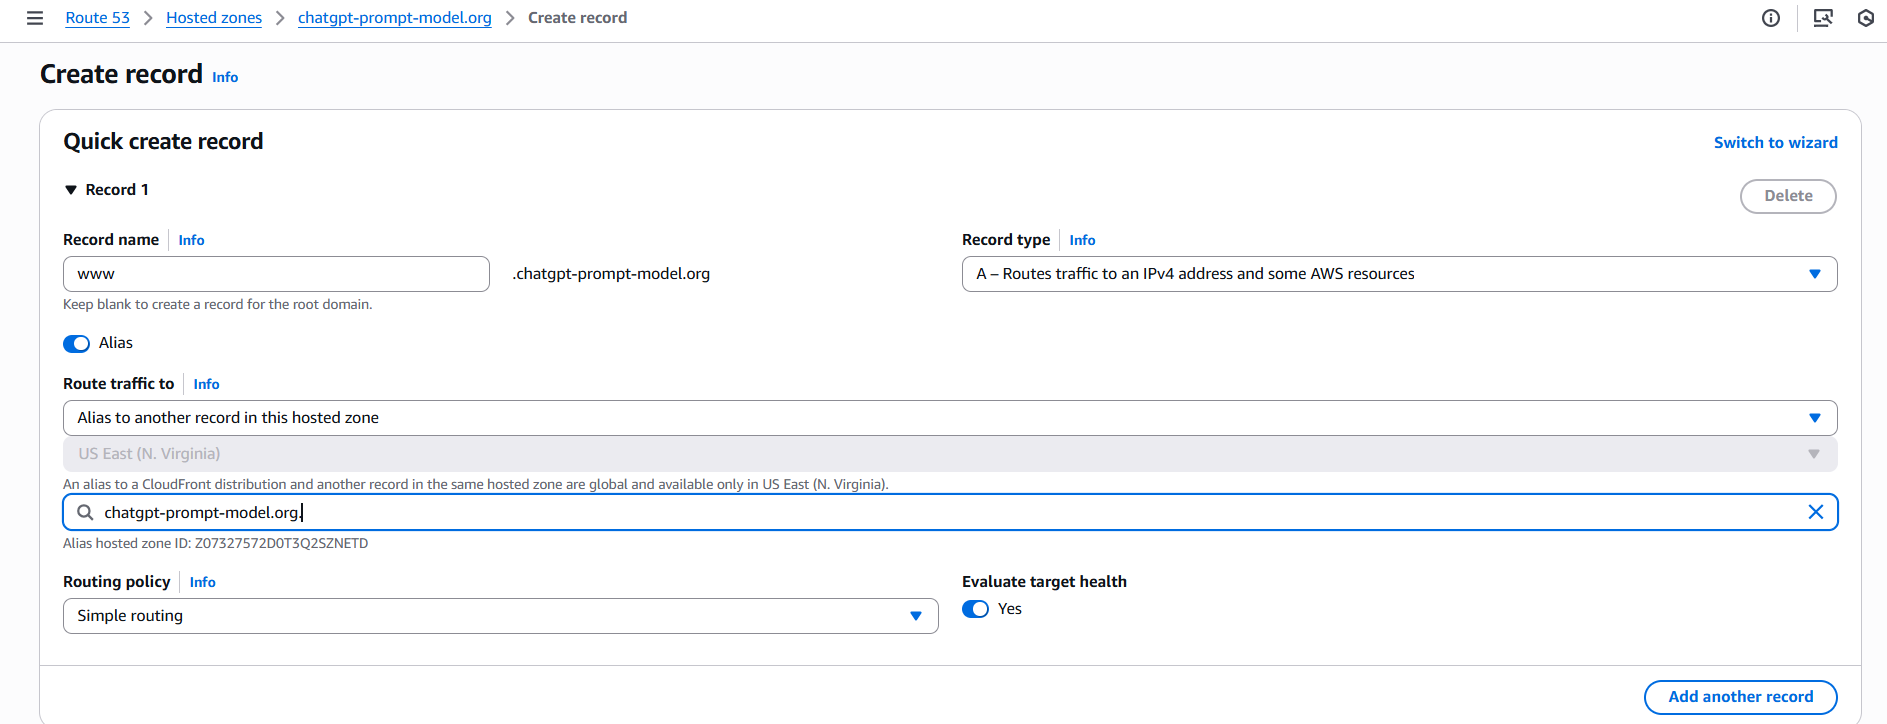 Route 53 > Hosted zones > chatgpt-prompt-model.org > Create record
Create record Info
Quick create record
Switch to wizard
Record 1
Delete
Record name Info
Record type Info
www
.chatgpt-prompt-model.org
A – Routes traffic to an IPv4 address and some AWS resources
Keep blank to create a record for the root domain.
Alias
Route traffic to Info
Alias to another record in this hosted zone
US East (N. Virginia)
An alias to a CloudFront distribution and another record in the same hosted zone are global and available only in US East (N. Virginia).
chatgpt-prompt-model.org.
Alias hosted zone ID: Z07327572D0T3Q2SZNETD
Routing policy Info
Evaluate target health
Simple routing
Yes
Add another record